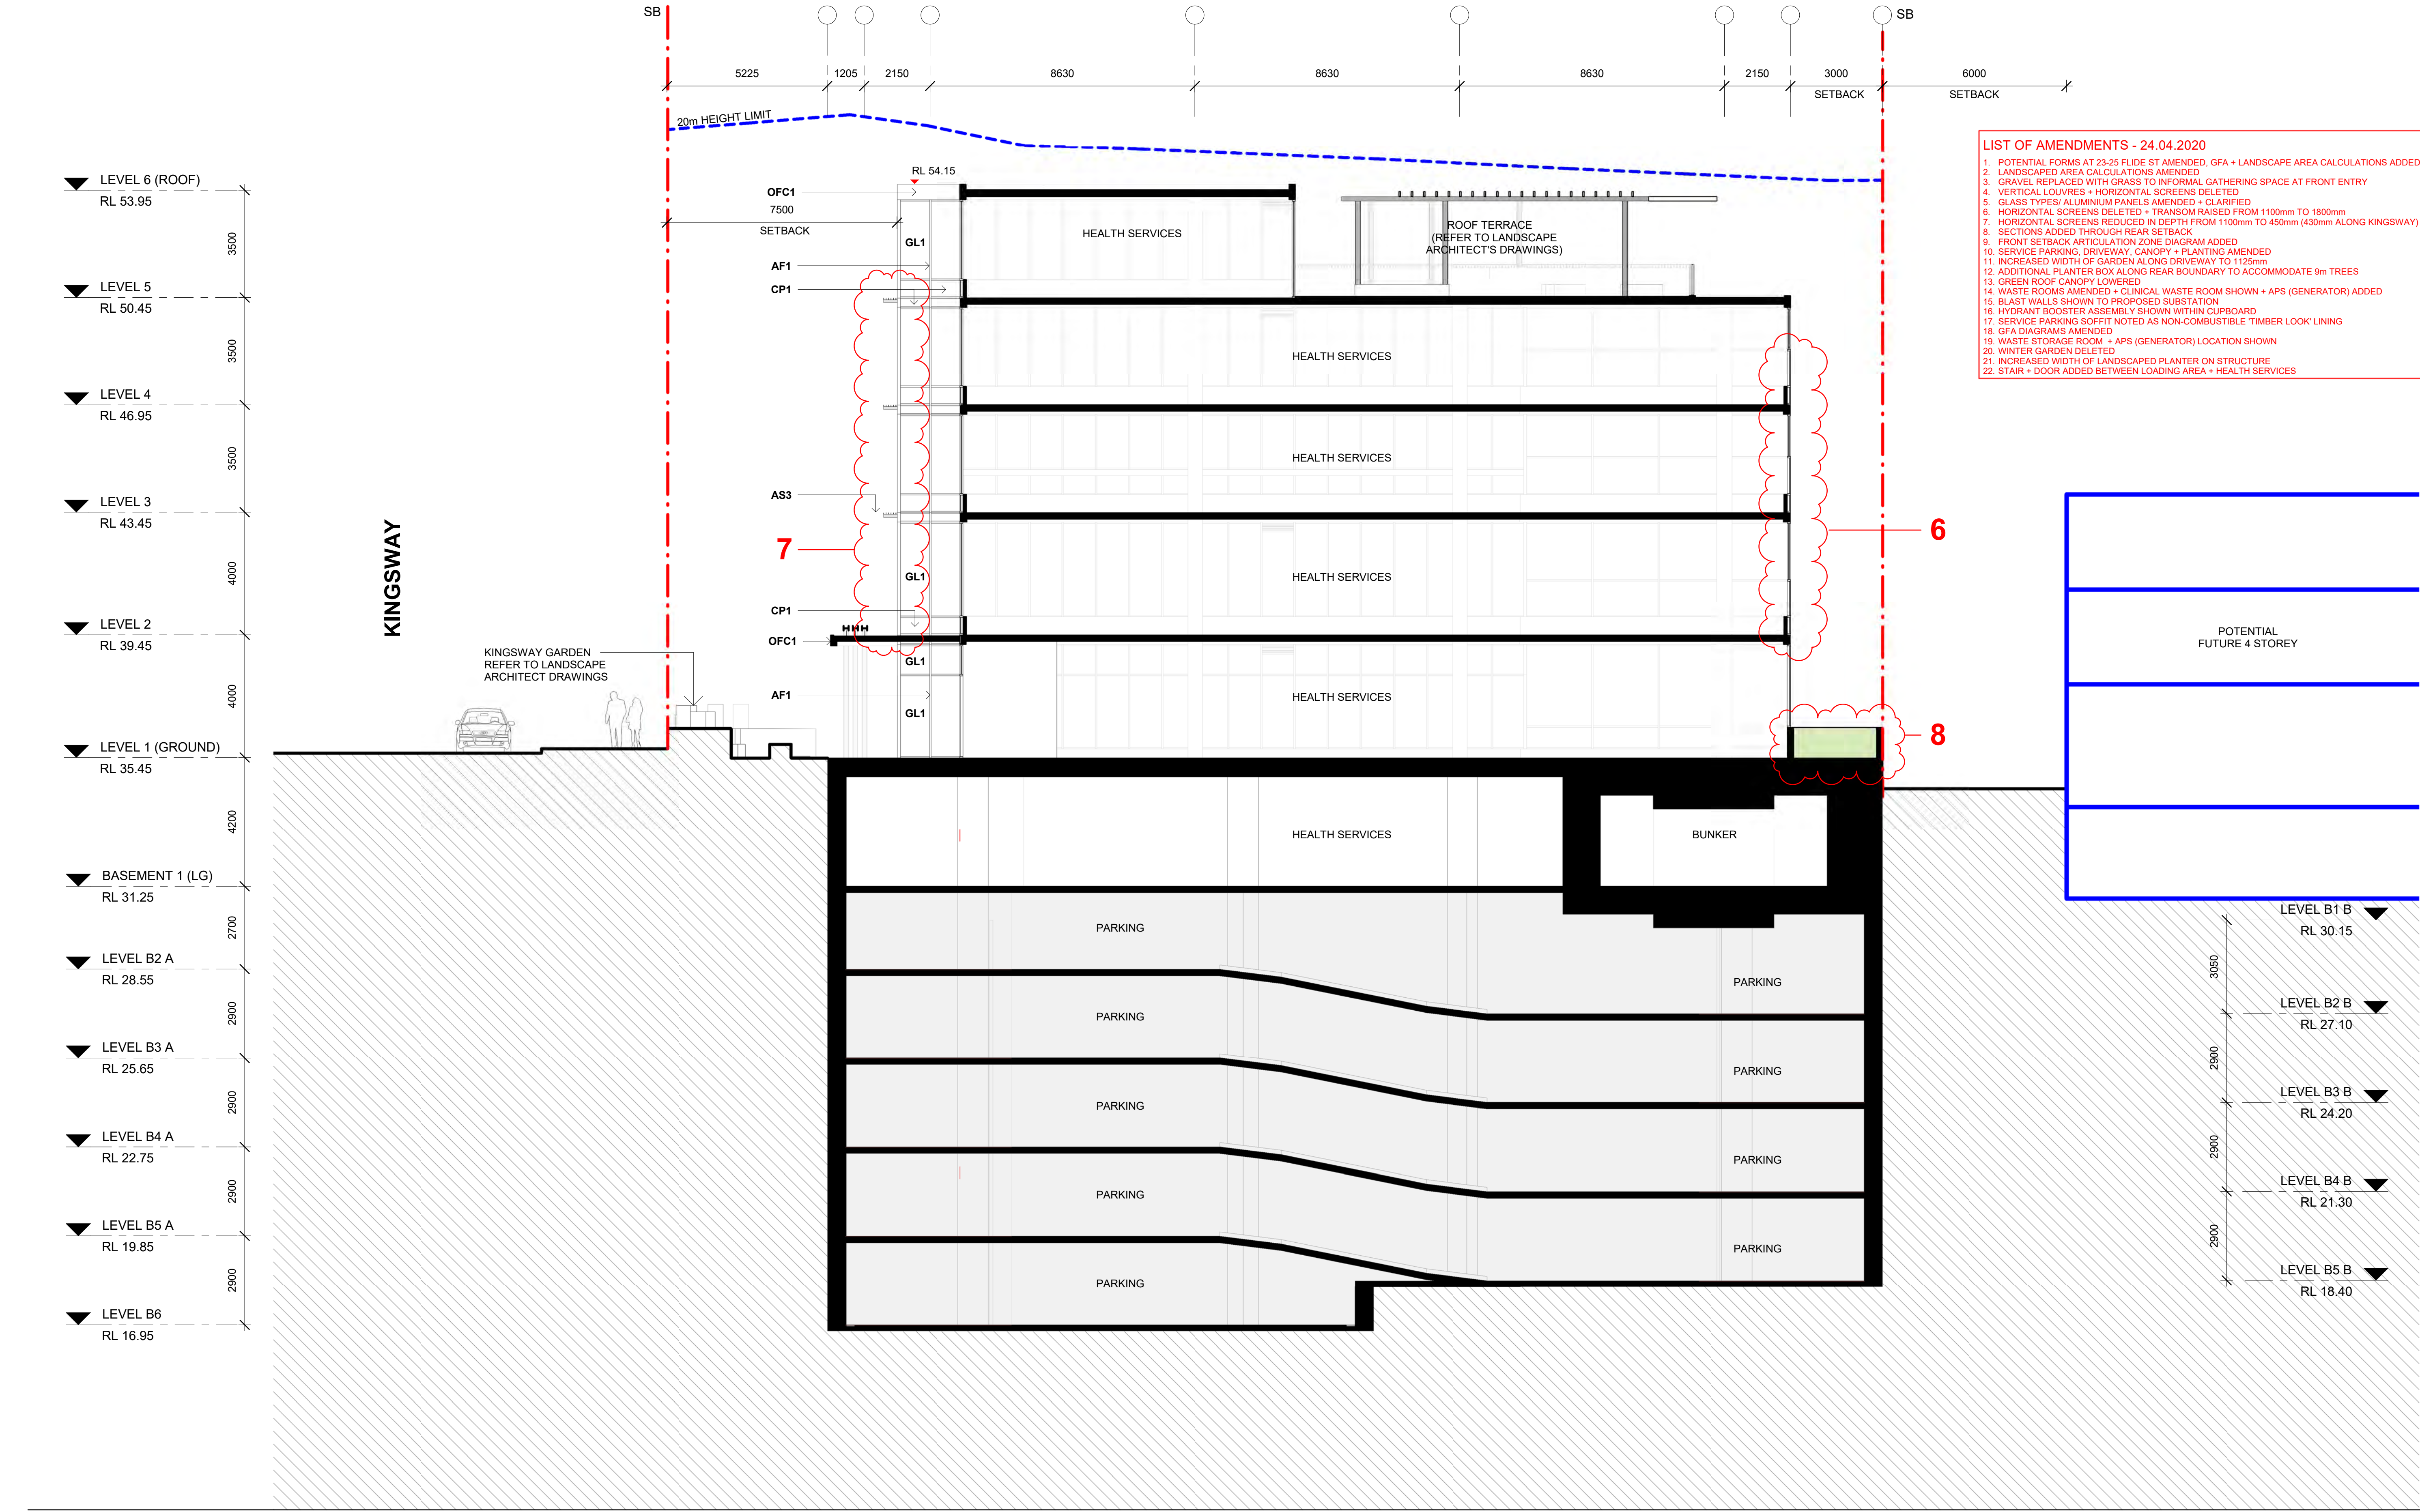 SB
SB
5225
1205
2150
8630
8630
8630
2150
3000
6000
SETBACK
SETBACK
20m HEIGHT LIMIT
LIST OF AMENDMENTS - 24.04.2020
1. POTENTIAL FORMS AT 23-25 FLIDE ST AMENDED, GFA + LANDSCAPE AREA CALCULATIONS ADDED
2. LANDSCAPED AREA CALCULATIONS AMENDED
3. GRAVEL REPLACED WITH GRASS TO INFORMAL GATHERING SPACE AT FRONT ENTRY
4. VERTICAL LOUVRES + HORIZONTAL SCREENS DELETED
5. GLASS TYPES/ ALUMINIUM PANELS AMENDED + CLARIFIED
6. HORIZONTAL SCREENS DELETED + TRANSOM RAISED FROM 1100mm TO 1800mm
7. HORIZONTAL SCREENS REDUCED IN DEPTH FROM 1100mm TO 450mm (430mm ALONG KINGSWAY)
8. SECTIONS ADDED THROUGH REAR SETBACK
9. FRONT SETBACK ARTICULATION ZONE DIAGRAM ADDED
10. SERVICE PARKING, DRIVEWAY, CANOPY + PLANTING AMENDED
11. INCREASED WIDTH OF GARDEN ALONG DRIVEWAY TO 1125mm
12. ADDITIONAL PLANTER BOX ALONG REAR BOUNDARY TO ACCOMMODATE 9m TREES
13. GREEN ROOF CANOPY LOWERED
14. WASTE ROOMS AMENDED + CLINICAL WASTE ROOM SHOWN + APS (GENERATOR) ADDED
15. BLAST WALLS SHOWN TO PROPOSED SUBSTATION
16. HYDRANT BOOSTER ASSEMBLY SHOWN WITHIN CUPBOARD
17. SERVICE PARKING SOFFIT NOTED AS NON-COMBUSTIBLE 'TIMBER LOOK' LINING
18. GFA DIAGRAMS AMENDED
19. WASTE STORAGE ROOM + APS (GENERATOR) LOCATION SHOWN
20. WINTER GARDEN DELETED
21. INCREASED WIDTH OF LANDSCAPED PLANTER ON STRUCTURE
22. STAIR + DOOR ADDED BETWEEN LOADING AREA + HEALTH SERVICES
LEVEL 6 (ROOF)
RL 53.95
3500
LEVEL 5
RL 50.45
3500
LEVEL 4
RL 46.95
3500
LEVEL 3
RL 43.45
4000
LEVEL 2
RL 39.45
4000
LEVEL 1 (GROUND)
RL 35.45
4200
BASEMENT 1 (LG)
RL 31.25
2700
LEVEL B2 A
RL 28.55
2900
LEVEL B3 A
RL 25.65
2900
LEVEL B4 A
RL 22.75
2900
LEVEL B5 A
RL 19.85
2900
LEVEL B6
RL 16.95
KINGSWAY
KINGSWAY GARDEN
REFER TO LANDSCAPE
ARCHITECT DRAWINGS
RL 54.15
OFC1
7500
SETBACK
GL1
AF1
CP1
AS3
7
GL1
CP1
OFC1
GL1
AF1
GL1
HEALTH SERVICES
ROOF TERRACE
(REFER TO LANDSCAPE
ARCHITECT'S DRAWINGS)
HEALTH SERVICES
HEALTH SERVICES
HEALTH SERVICES
HEALTH SERVICES
6
8
POTENTIAL
FUTURE 4 STOREY
HEALTH SERVICES
BUNKER
PARKING
PARKING
PARKING
PARKING
PARKING
PARKING
PARKING
PARKING
PARKING
LEVEL B1 B
RL 30.15
3050
LEVEL B2 B
RL 27.10
2900
LEVEL B3 B
RL 24.20
2900
LEVEL B4 B
RL 21.30
2900
LEVEL B5 B
RL 18.40